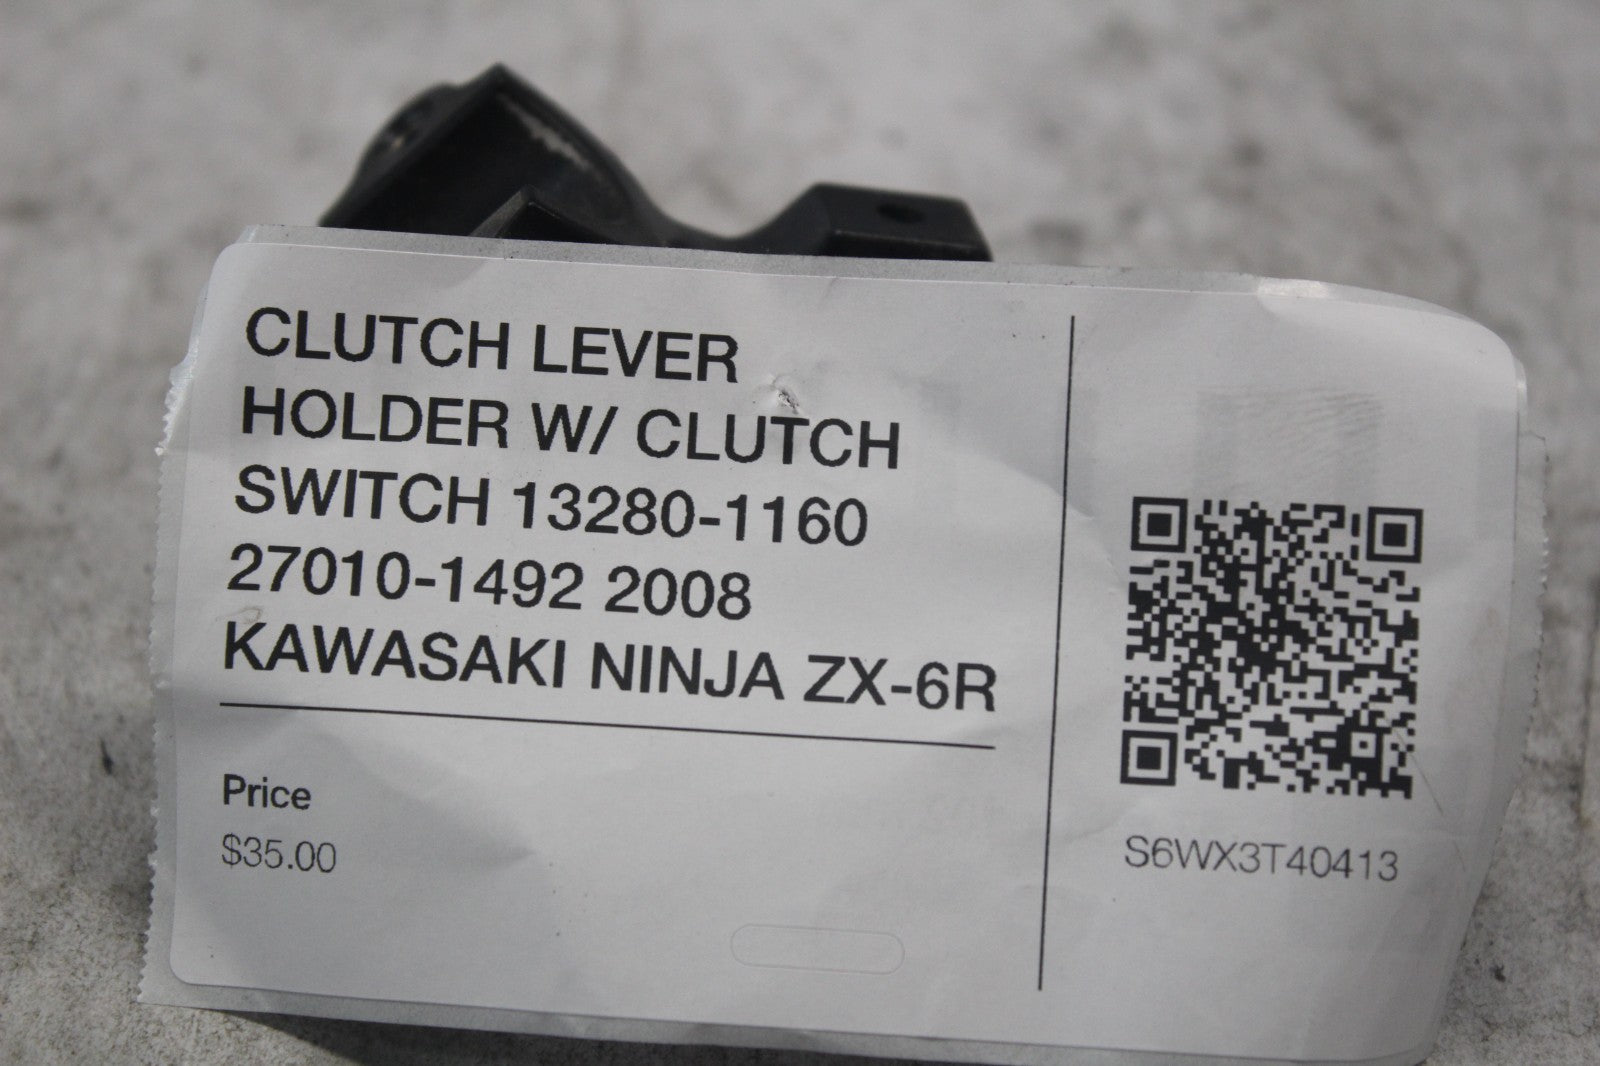 CLUTCH LEVER
HOLDER W/ CLUTCH
SWITCH 13280-1160
27010-1492 2008
KAWASAKI NINJA ZX-6R
Price
$35.00
S6WX3T40413